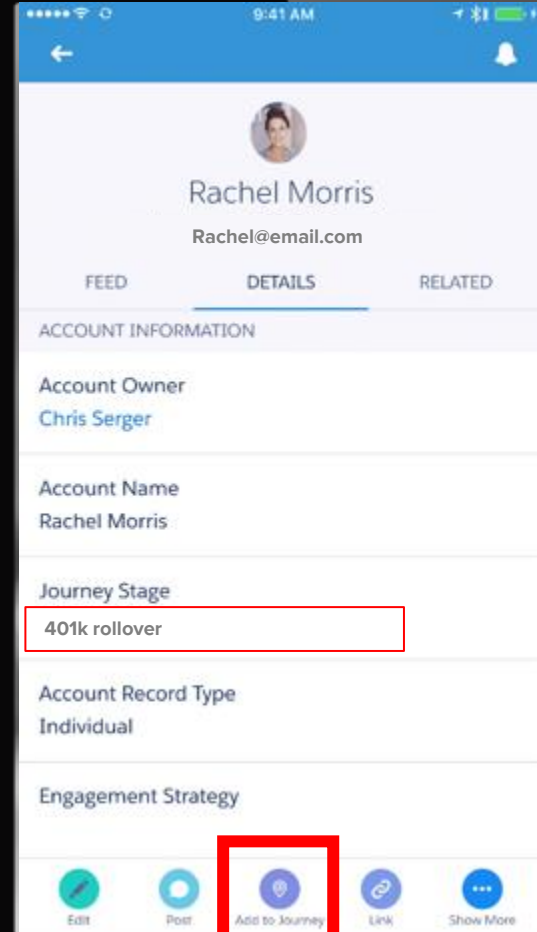 9:41 AM
Rachel Morris
Rachel@email.com
FEED DETAILS RELATED
ACCOUNT INFORMATION
Account Owner
Chris Serger
Account Name
Rachel Morris
Journey Stage
401k rollover
Account Record Type
Individual
Engagement Strategy
Edit Post Add to Journey Link Show More